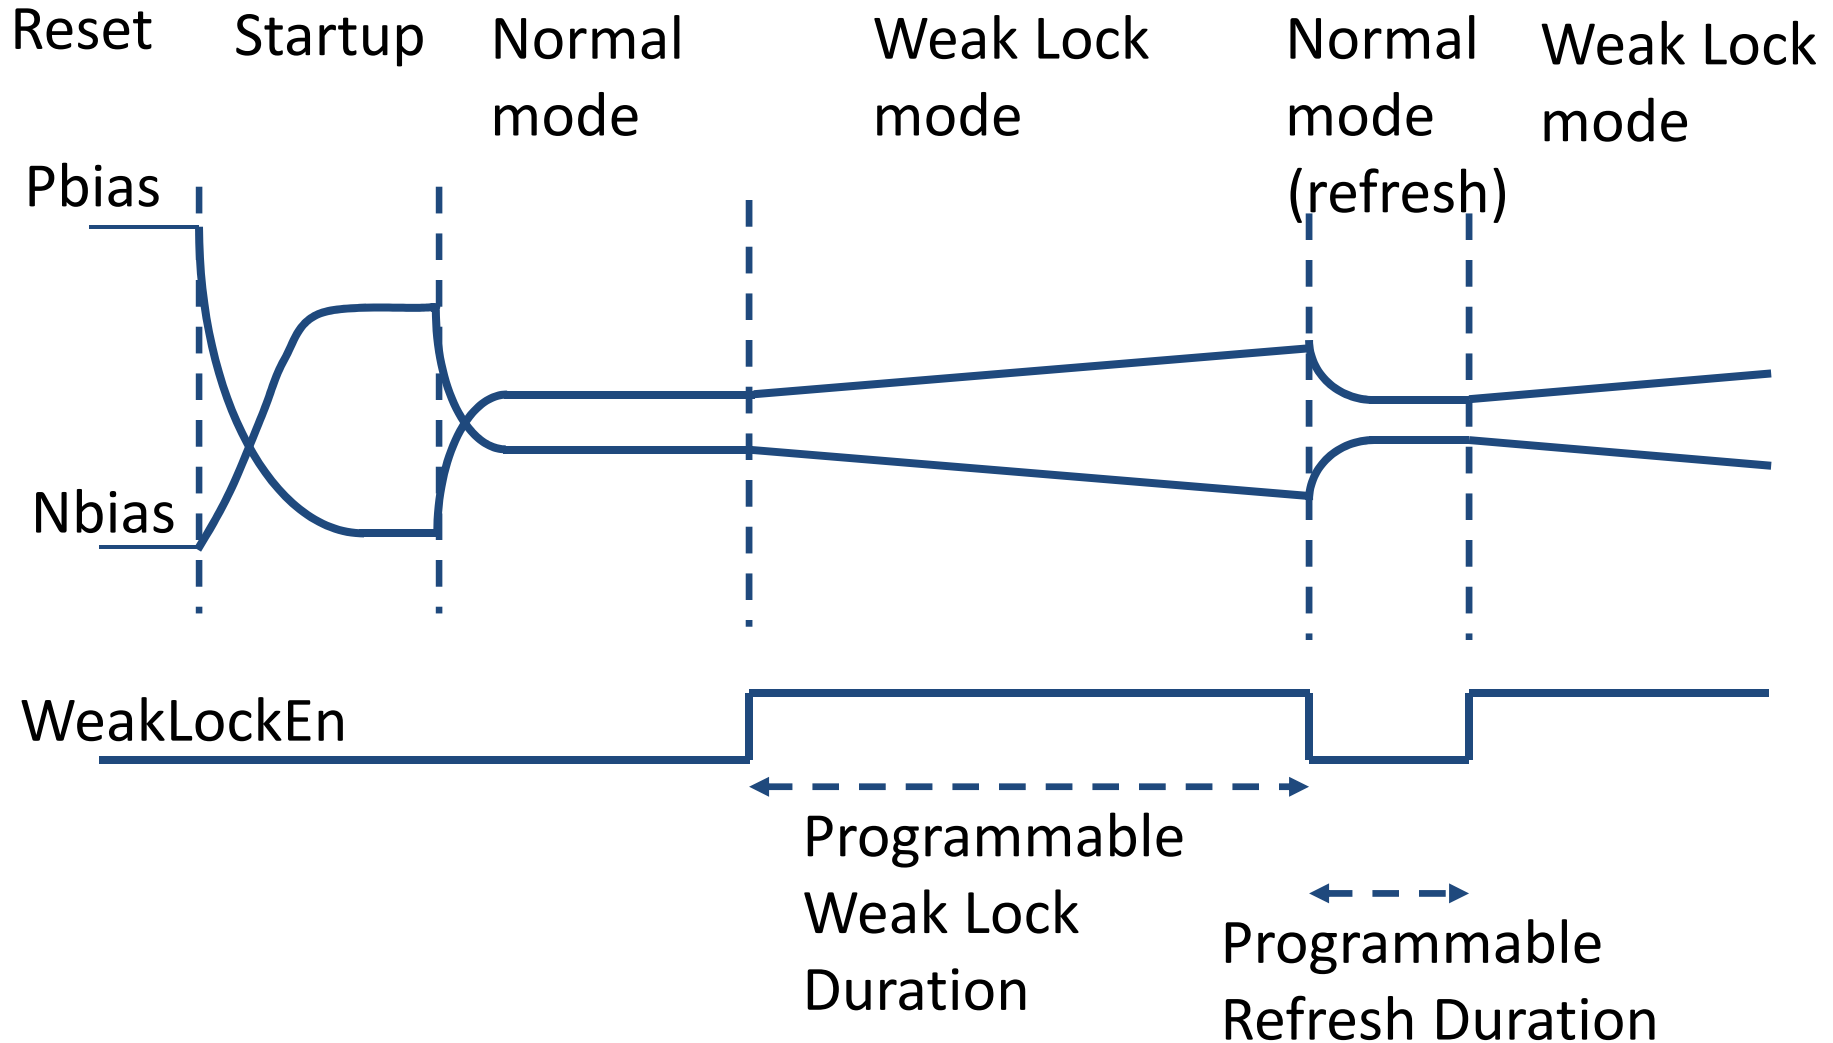 Reset
Startup
Normal
mode
Weak Lock
mode
Normal
mode
(refresh)
Weak Lock
mode
Pbias
Nbias
WeakLockEn
Programmable
Weak Lock
Duration
Programmable
Refresh Duration